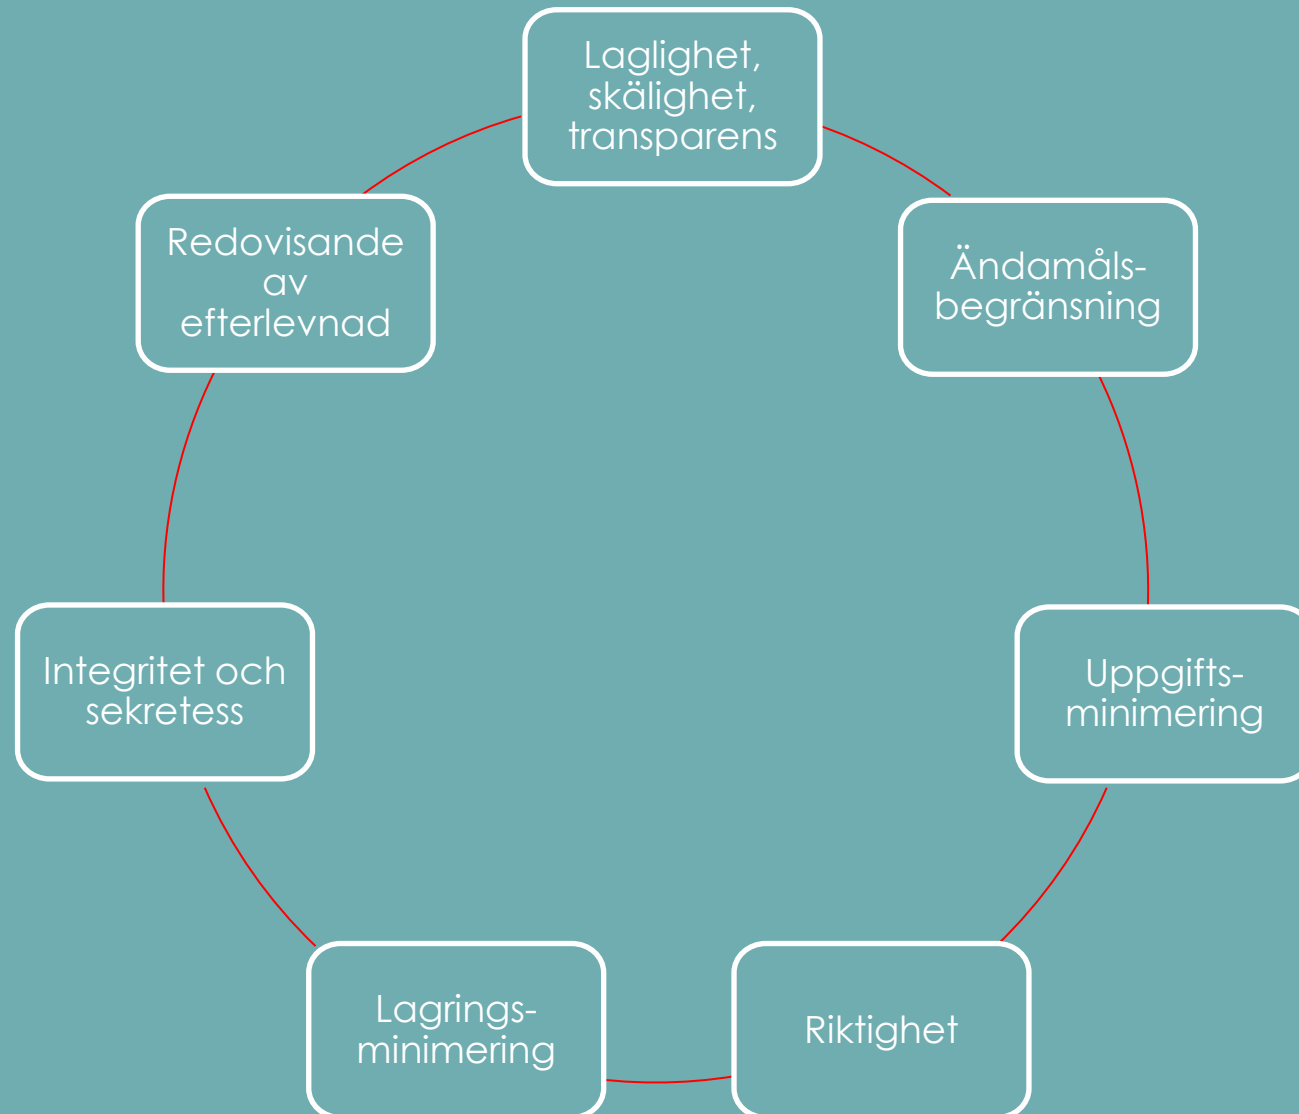 Laglighet,
skälighet,
transparens
Ändamåls-
begränsning
Uppgifts-
minimering
Riktighet
Lagrings-
minimering
Integritet och
sekretess
Redovisande
av
efterlevnad